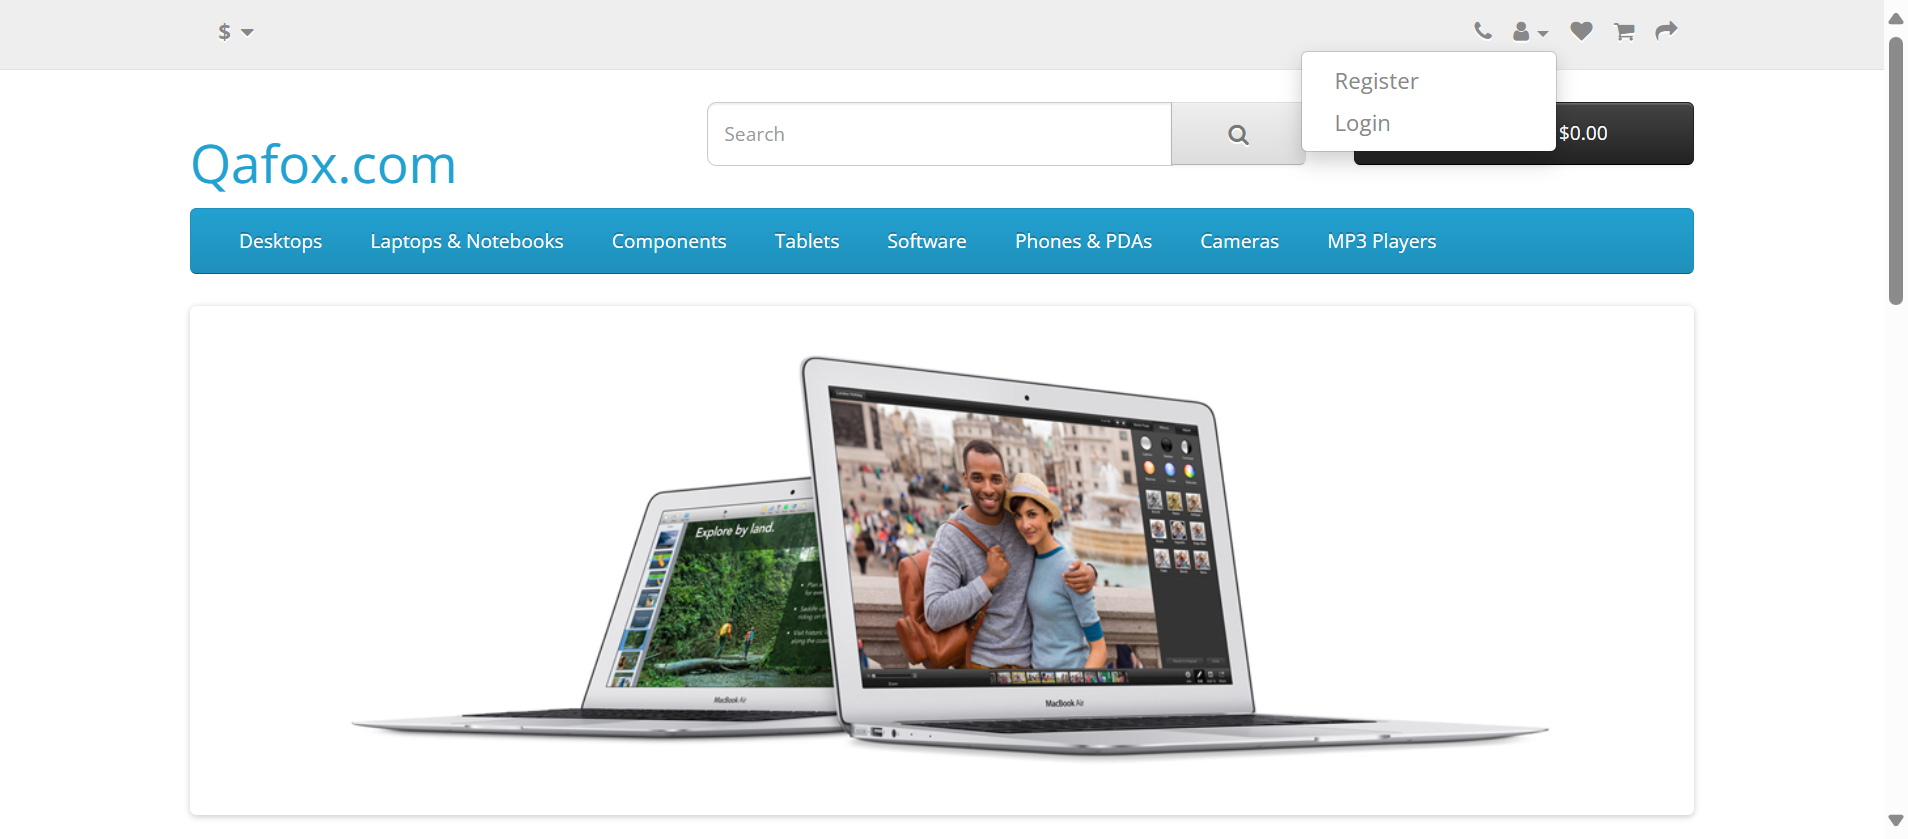 $
Register
Login
Search
$0.00
Qafox.com
Desktops
Laptops & Notebooks
Components
Tablets
Software
Phones & PDAs
Cameras
MP3 Players
Explore by land.
MacBook Air
MacBook Air